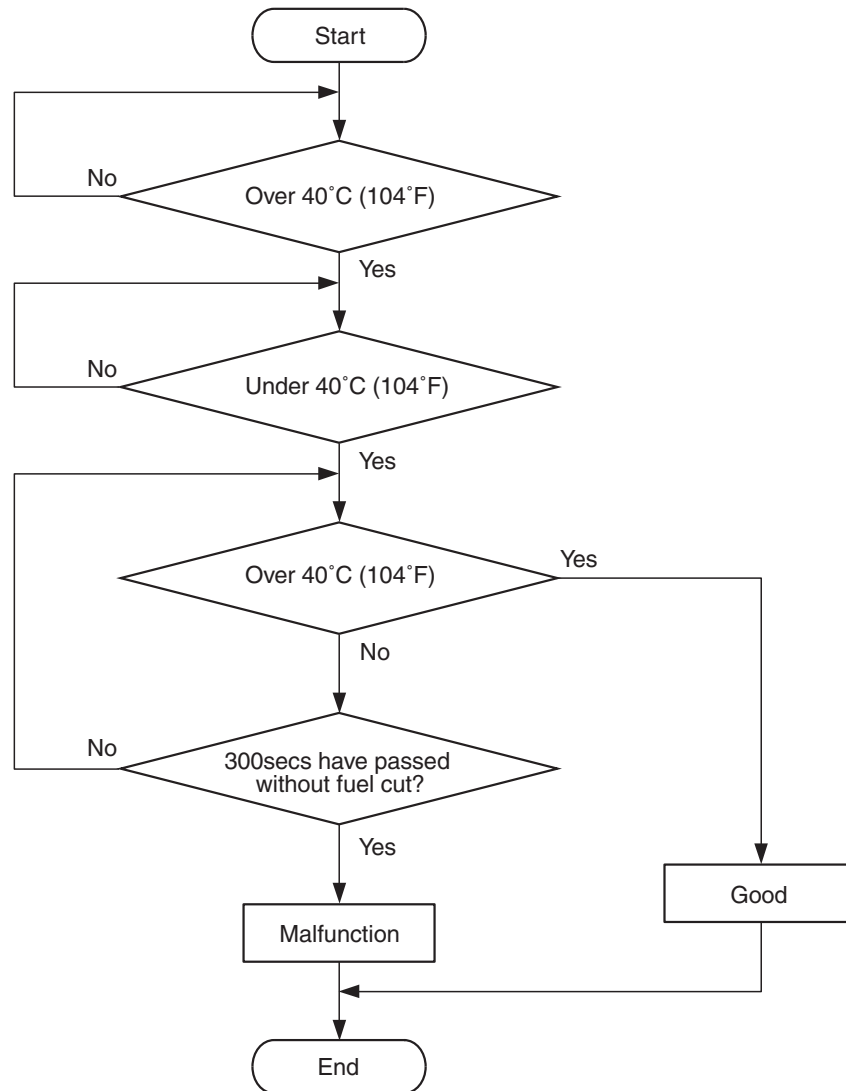 Start
No
Over 40˚C (104˚F)
Yes
No
Under 40˚C (104˚F)
Yes
Yes
Over 40˚C (104˚F)
No
No
300secs have passed
without fuel cut?
Yes
Good
Malfunction
End